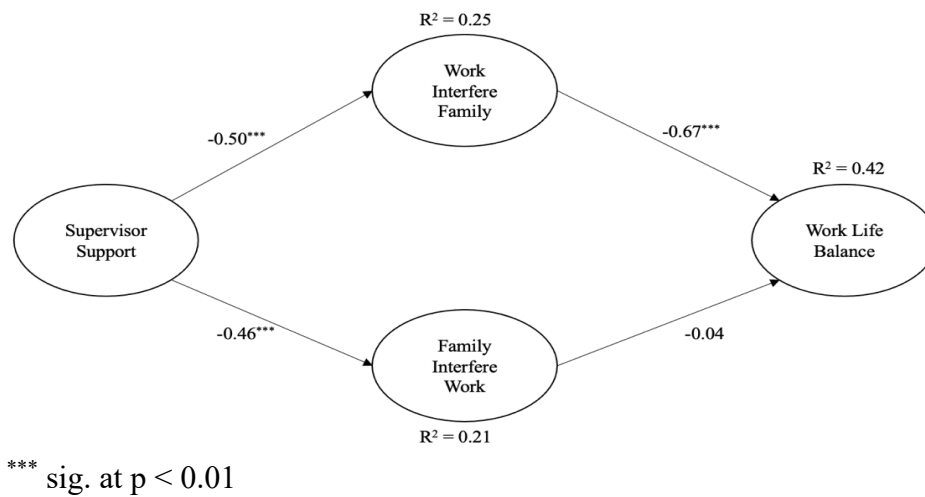 R² = 0.25
Work
Interfere
Family
-0.50***
-0.67***
R² = 0.42
Supervisor
Support
Work Life
Balance
-0.46***
-0.04
Family
Interfere
Work
R² = 0.21
*** sig. at p < 0.01